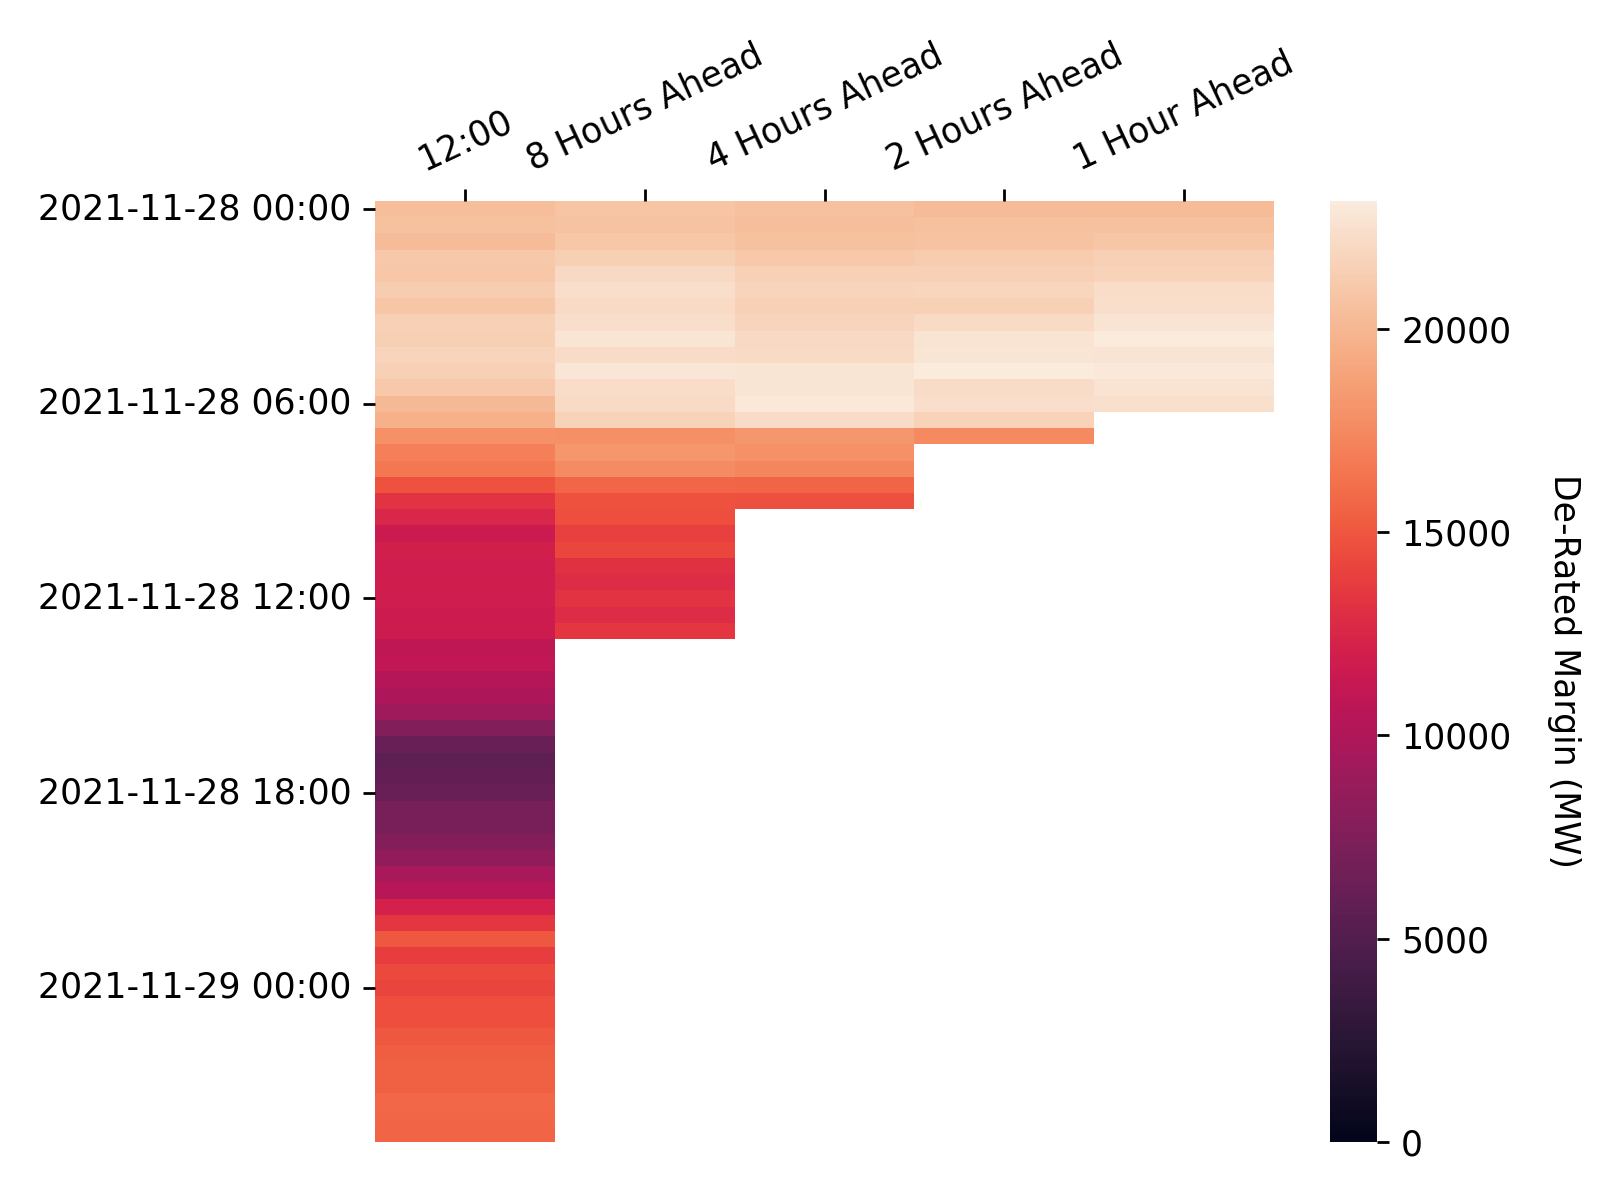 12:00
8 Hours Ahead
4 Hours Ahead
2 Hours Ahead
1 Hour Ahead
2021-11-28 00:00
2021-11-28 06:00
2021-11-28 12:00
2021-11-28 18:00
2021-11-29 00:00
20000
15000
10000
5000
0
De-Rated Margin (MW)